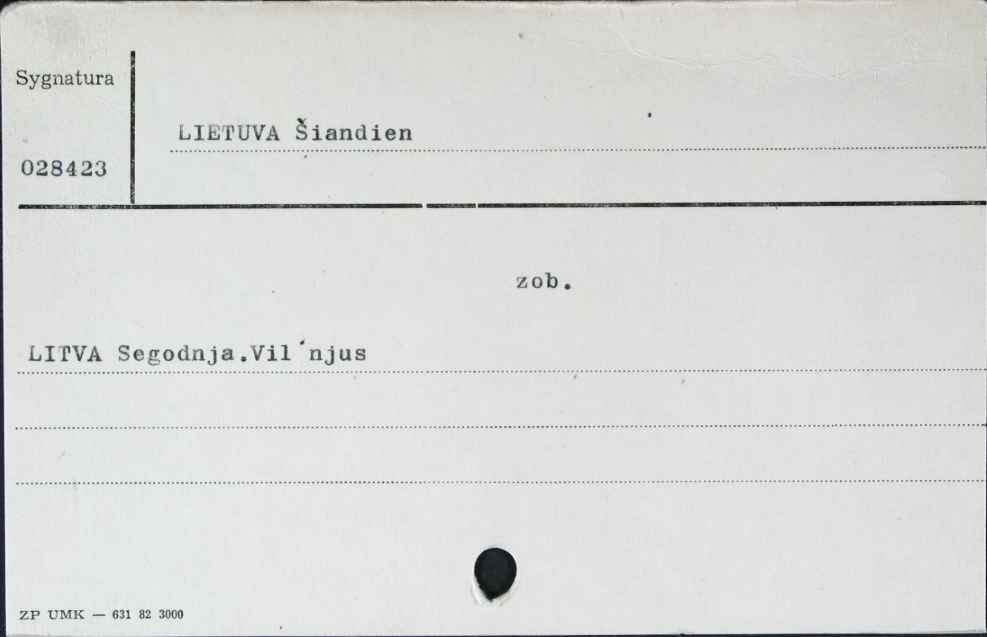 Sygnatura
LIETUVA Šiandien
028423
zob.
LITVA Segodnja.Vil´njus
ZP UMK — 631 82 3000